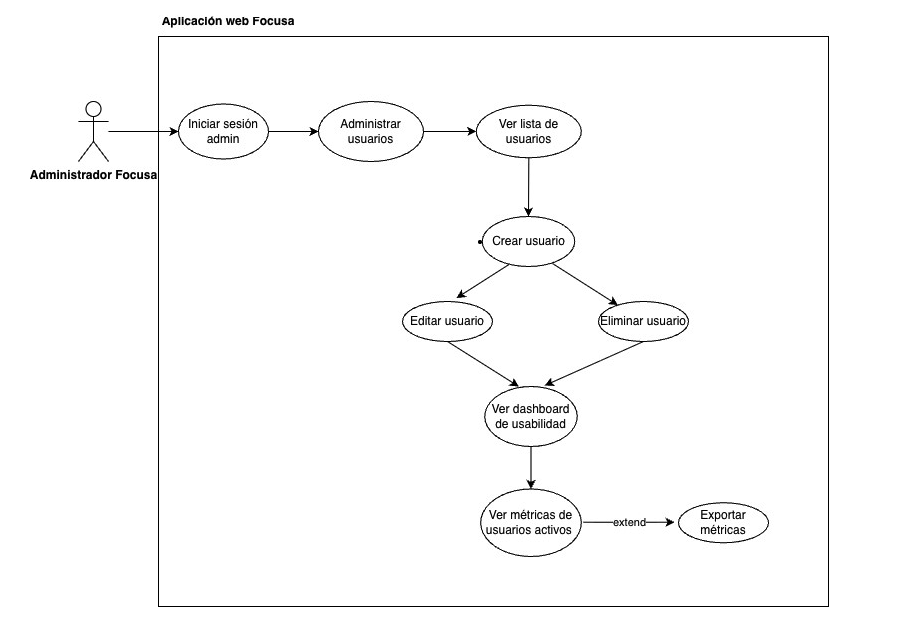 Aplicación web Focusa
Iniciar sesión
admin
Administrar
usuarios
Ver lista de
usuarios
Administrador Focusa
Crear usuario
Editar usuario
Eliminar usuario
Ver dashboard
de usabilidad
Ver métricas de
usuarios activos
extend
Exportar
métricas